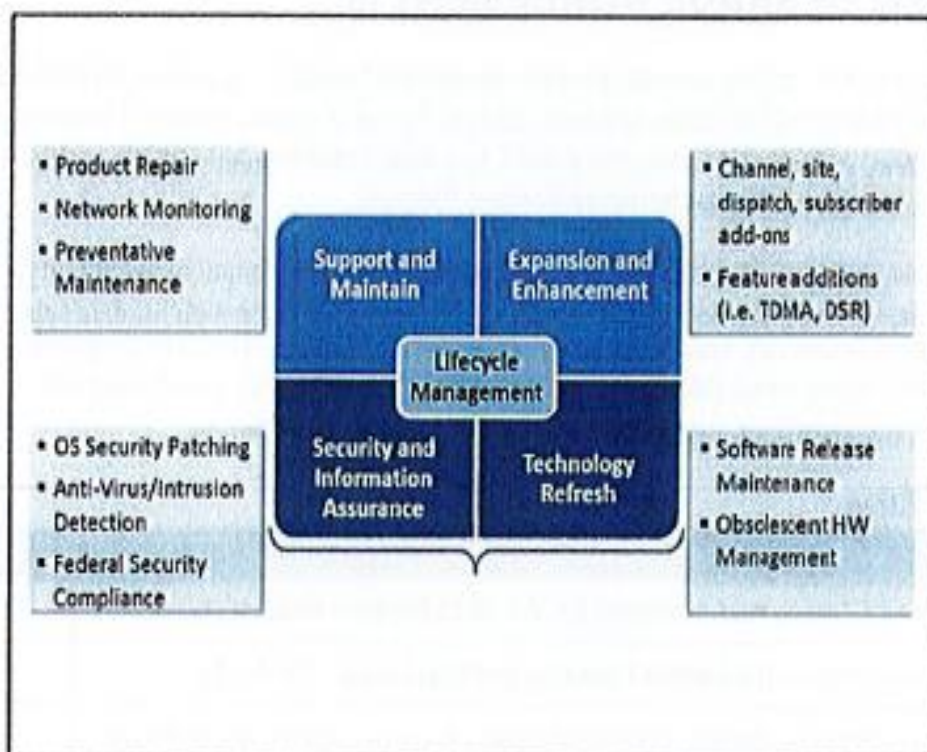 ▪ Product Repair
▪ Network Monitoring
▪ Preventative
Maintenance
Support and
Maintain
Expansion and
Enhancement
▪ Channel, site,
dispatch, subscriber
add-ons
▪ Feature additions
(i.e. TDMA, DSR)
Lifecycle
Management
▪ OS Security Patching
▪ Anti-Virus/Intrusion
Detection
▪ Federal Security
Compliance
Security and
Information
Assurance
Technology
Refresh
▪ Software Release
Maintenance
▪ Obsolescent HW
Management